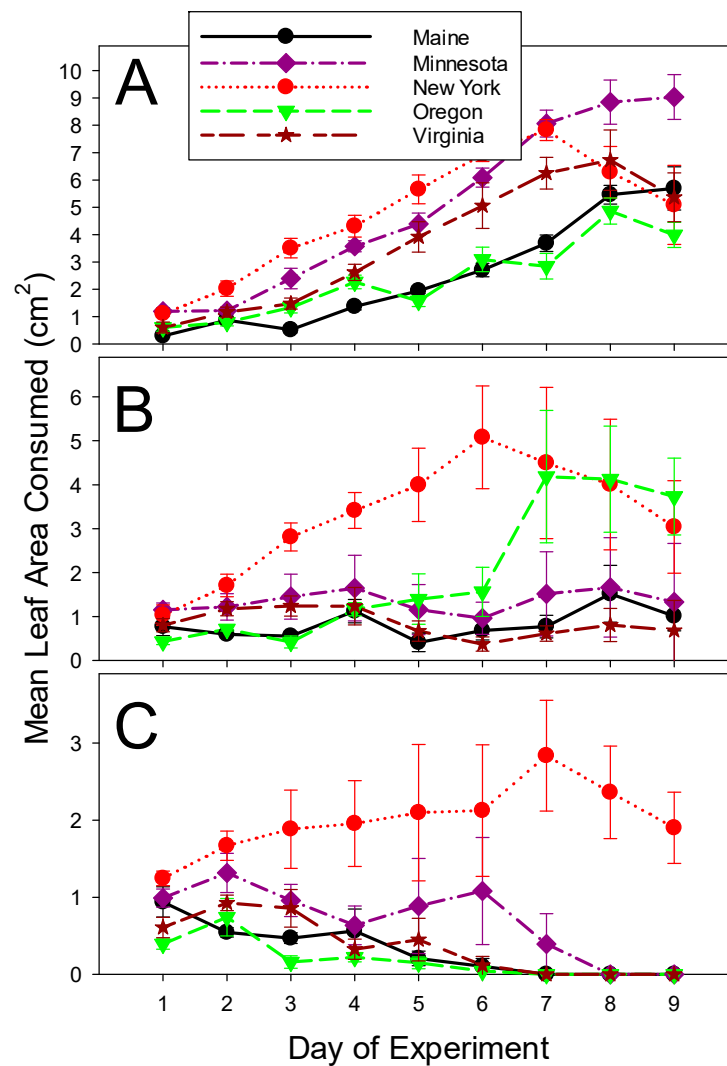 Maine
Minnesota
New York
Oregon
Virginia
A
10
9
8
7
6
5
4
3
2
1
0
B
6
5
4
3
2
1
0
C
3
2
1
0
1 2 3 4 5 6 7 8 9
Day of Experiment
Mean Leaf Area Consumed (cm²)